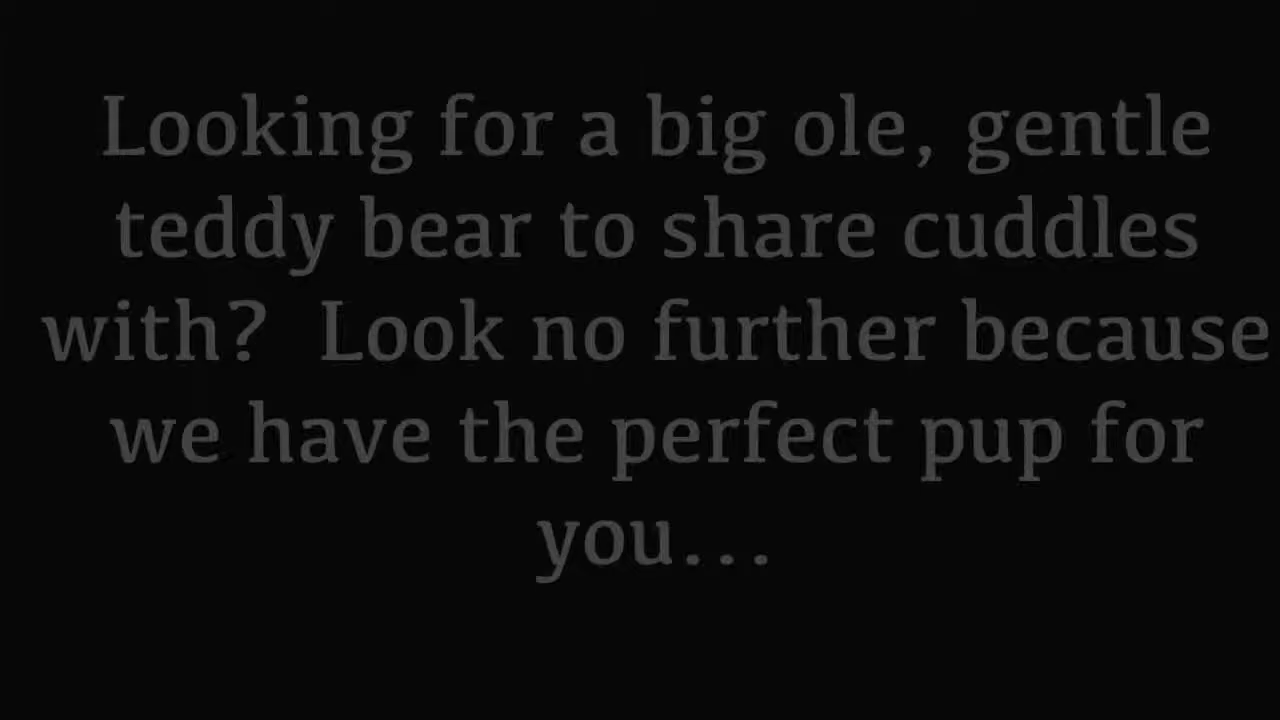 Looking for a big ole, gentle
teddy bear to share cuddles
with?  Look no further because
we have the perfect pup for
you...